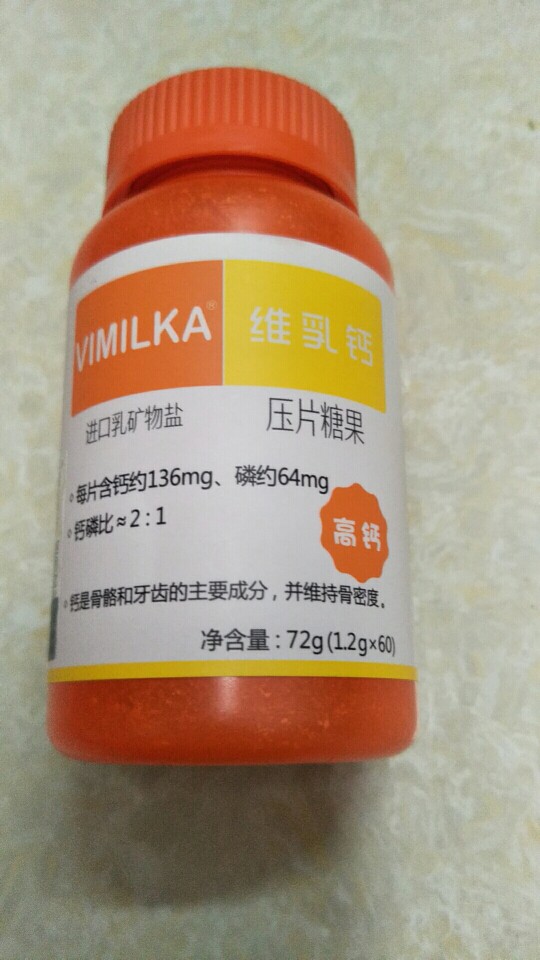 VIMILKA® 维乳钙
进口乳矿物盐 压片糖果
◦ 每片含钙约136mg、磷约64mg
◦ 钙磷比≈2:1
高钙
◦ 钙是骨骼和牙齿的主要成分，并维持骨密度。
净含量：72g(1.2g×60)